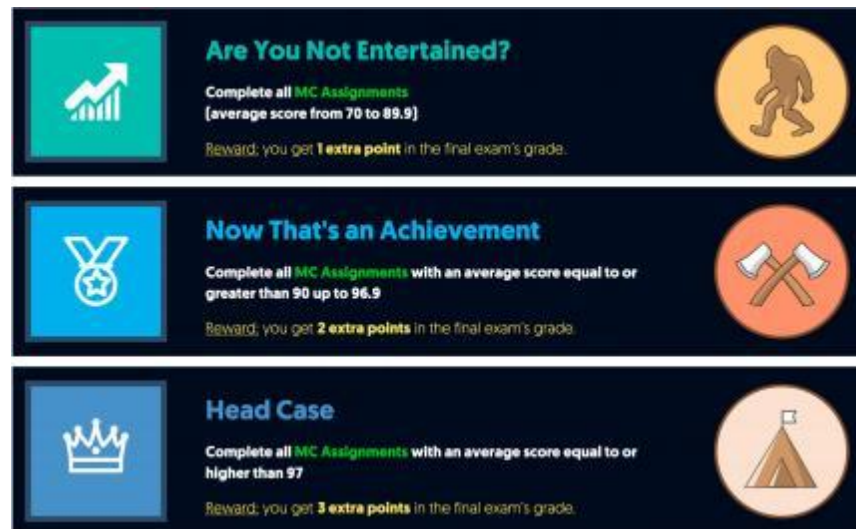 Are You Not Entertained?
Complete all MC Assignments
(average score from 70 to 89.9)
Reward: you get 1 extra point in the final exam's grade.
Now That's an Achievement
Complete all MC Assignments with an average score equal to or
greater than 90 up to 96.9
Reward: you get 2 extra points in the final exam's grade.
Head Case
Complete all MC Assignments with an average score equal to or
higher than 97
Reward: you get 3 extra points in the final exam's grade.